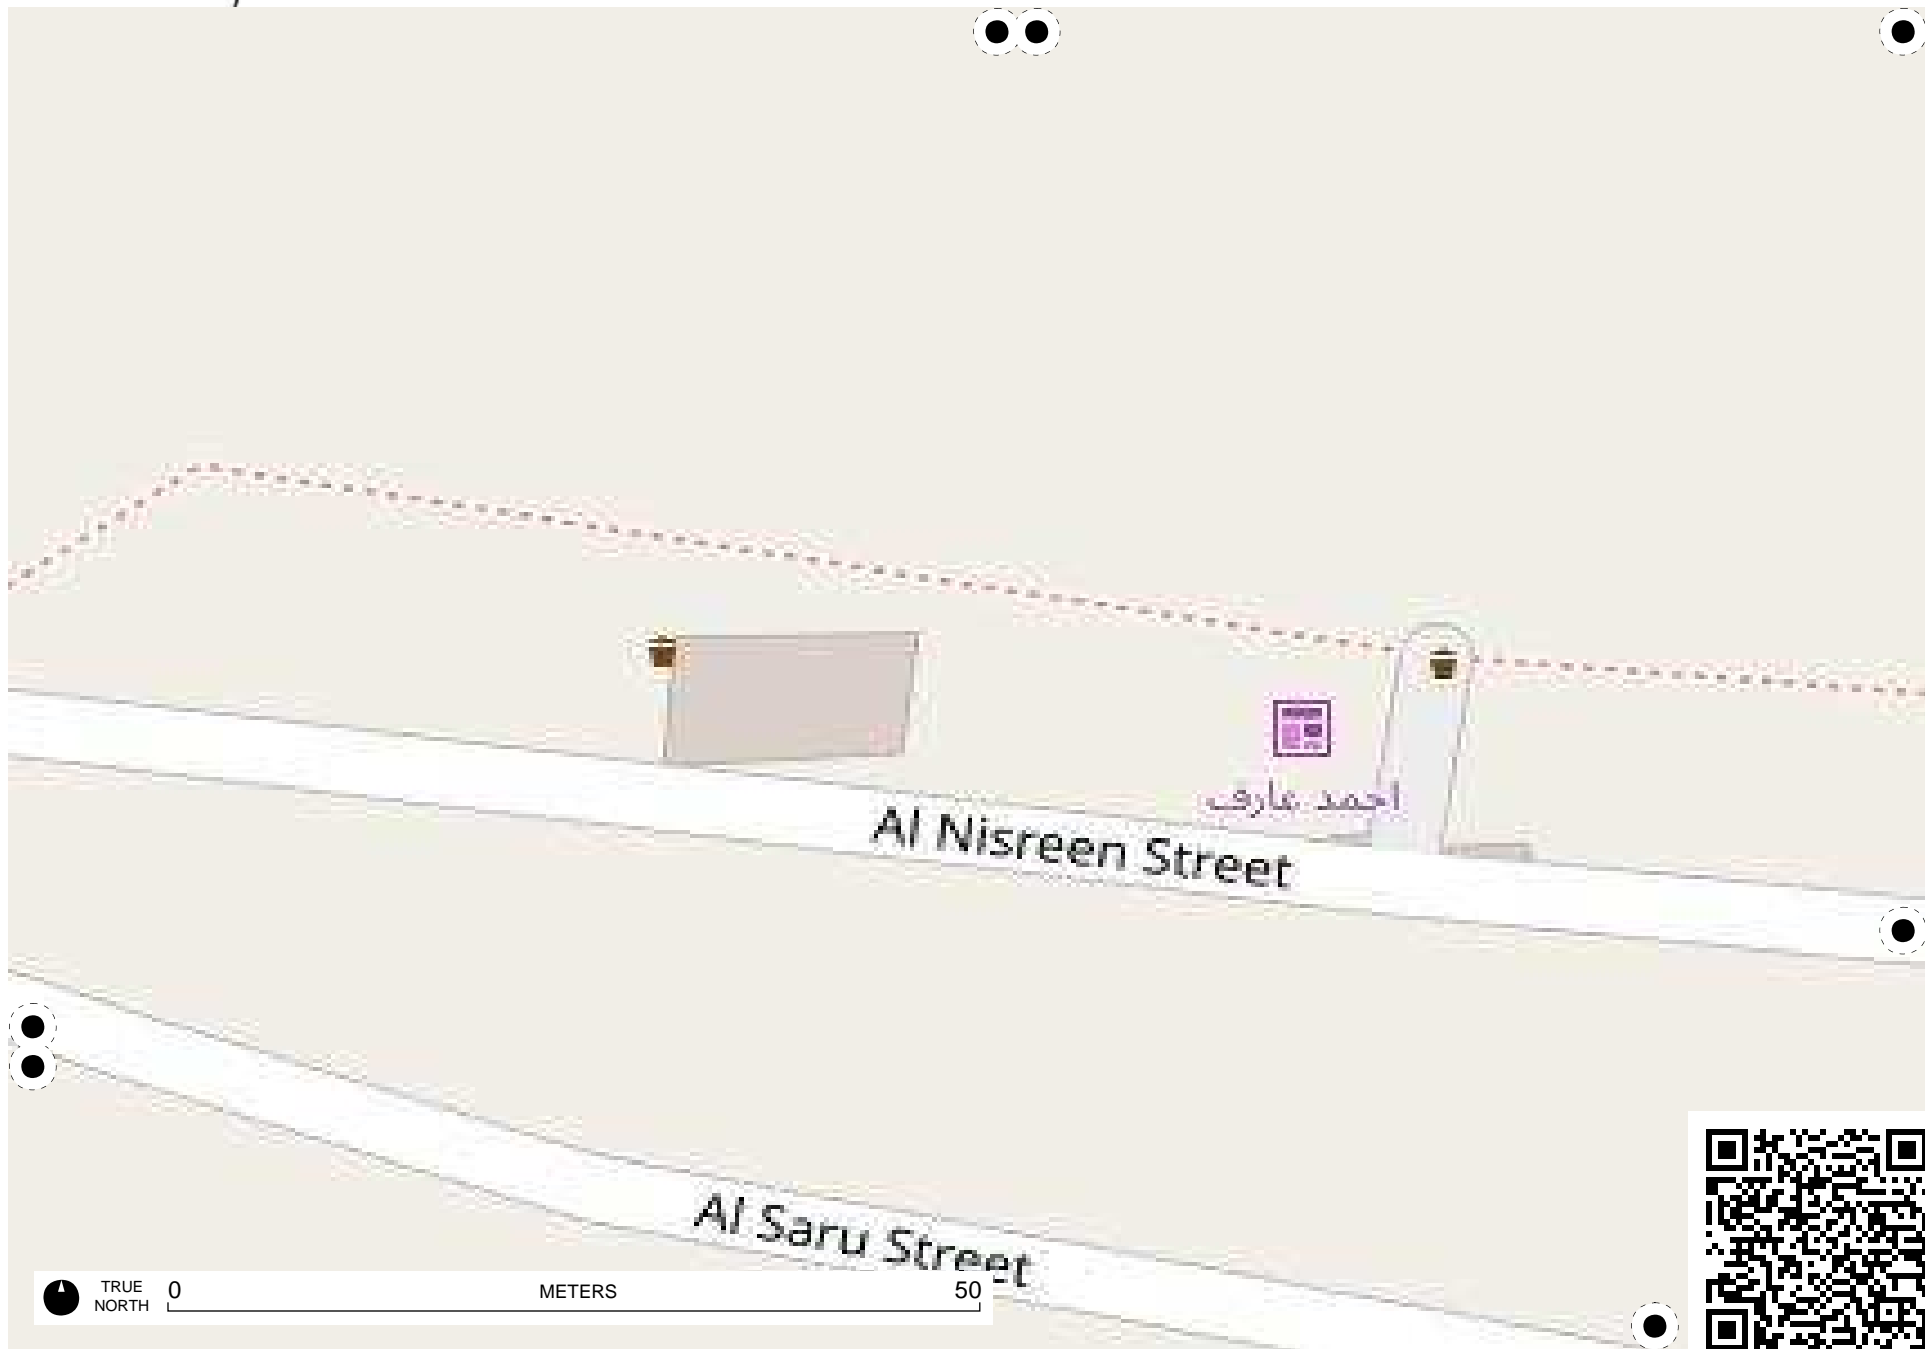 احمد عارف
Al Nisreen Street
Al Saru Street
TRUE
NORTH
0
METERS
50